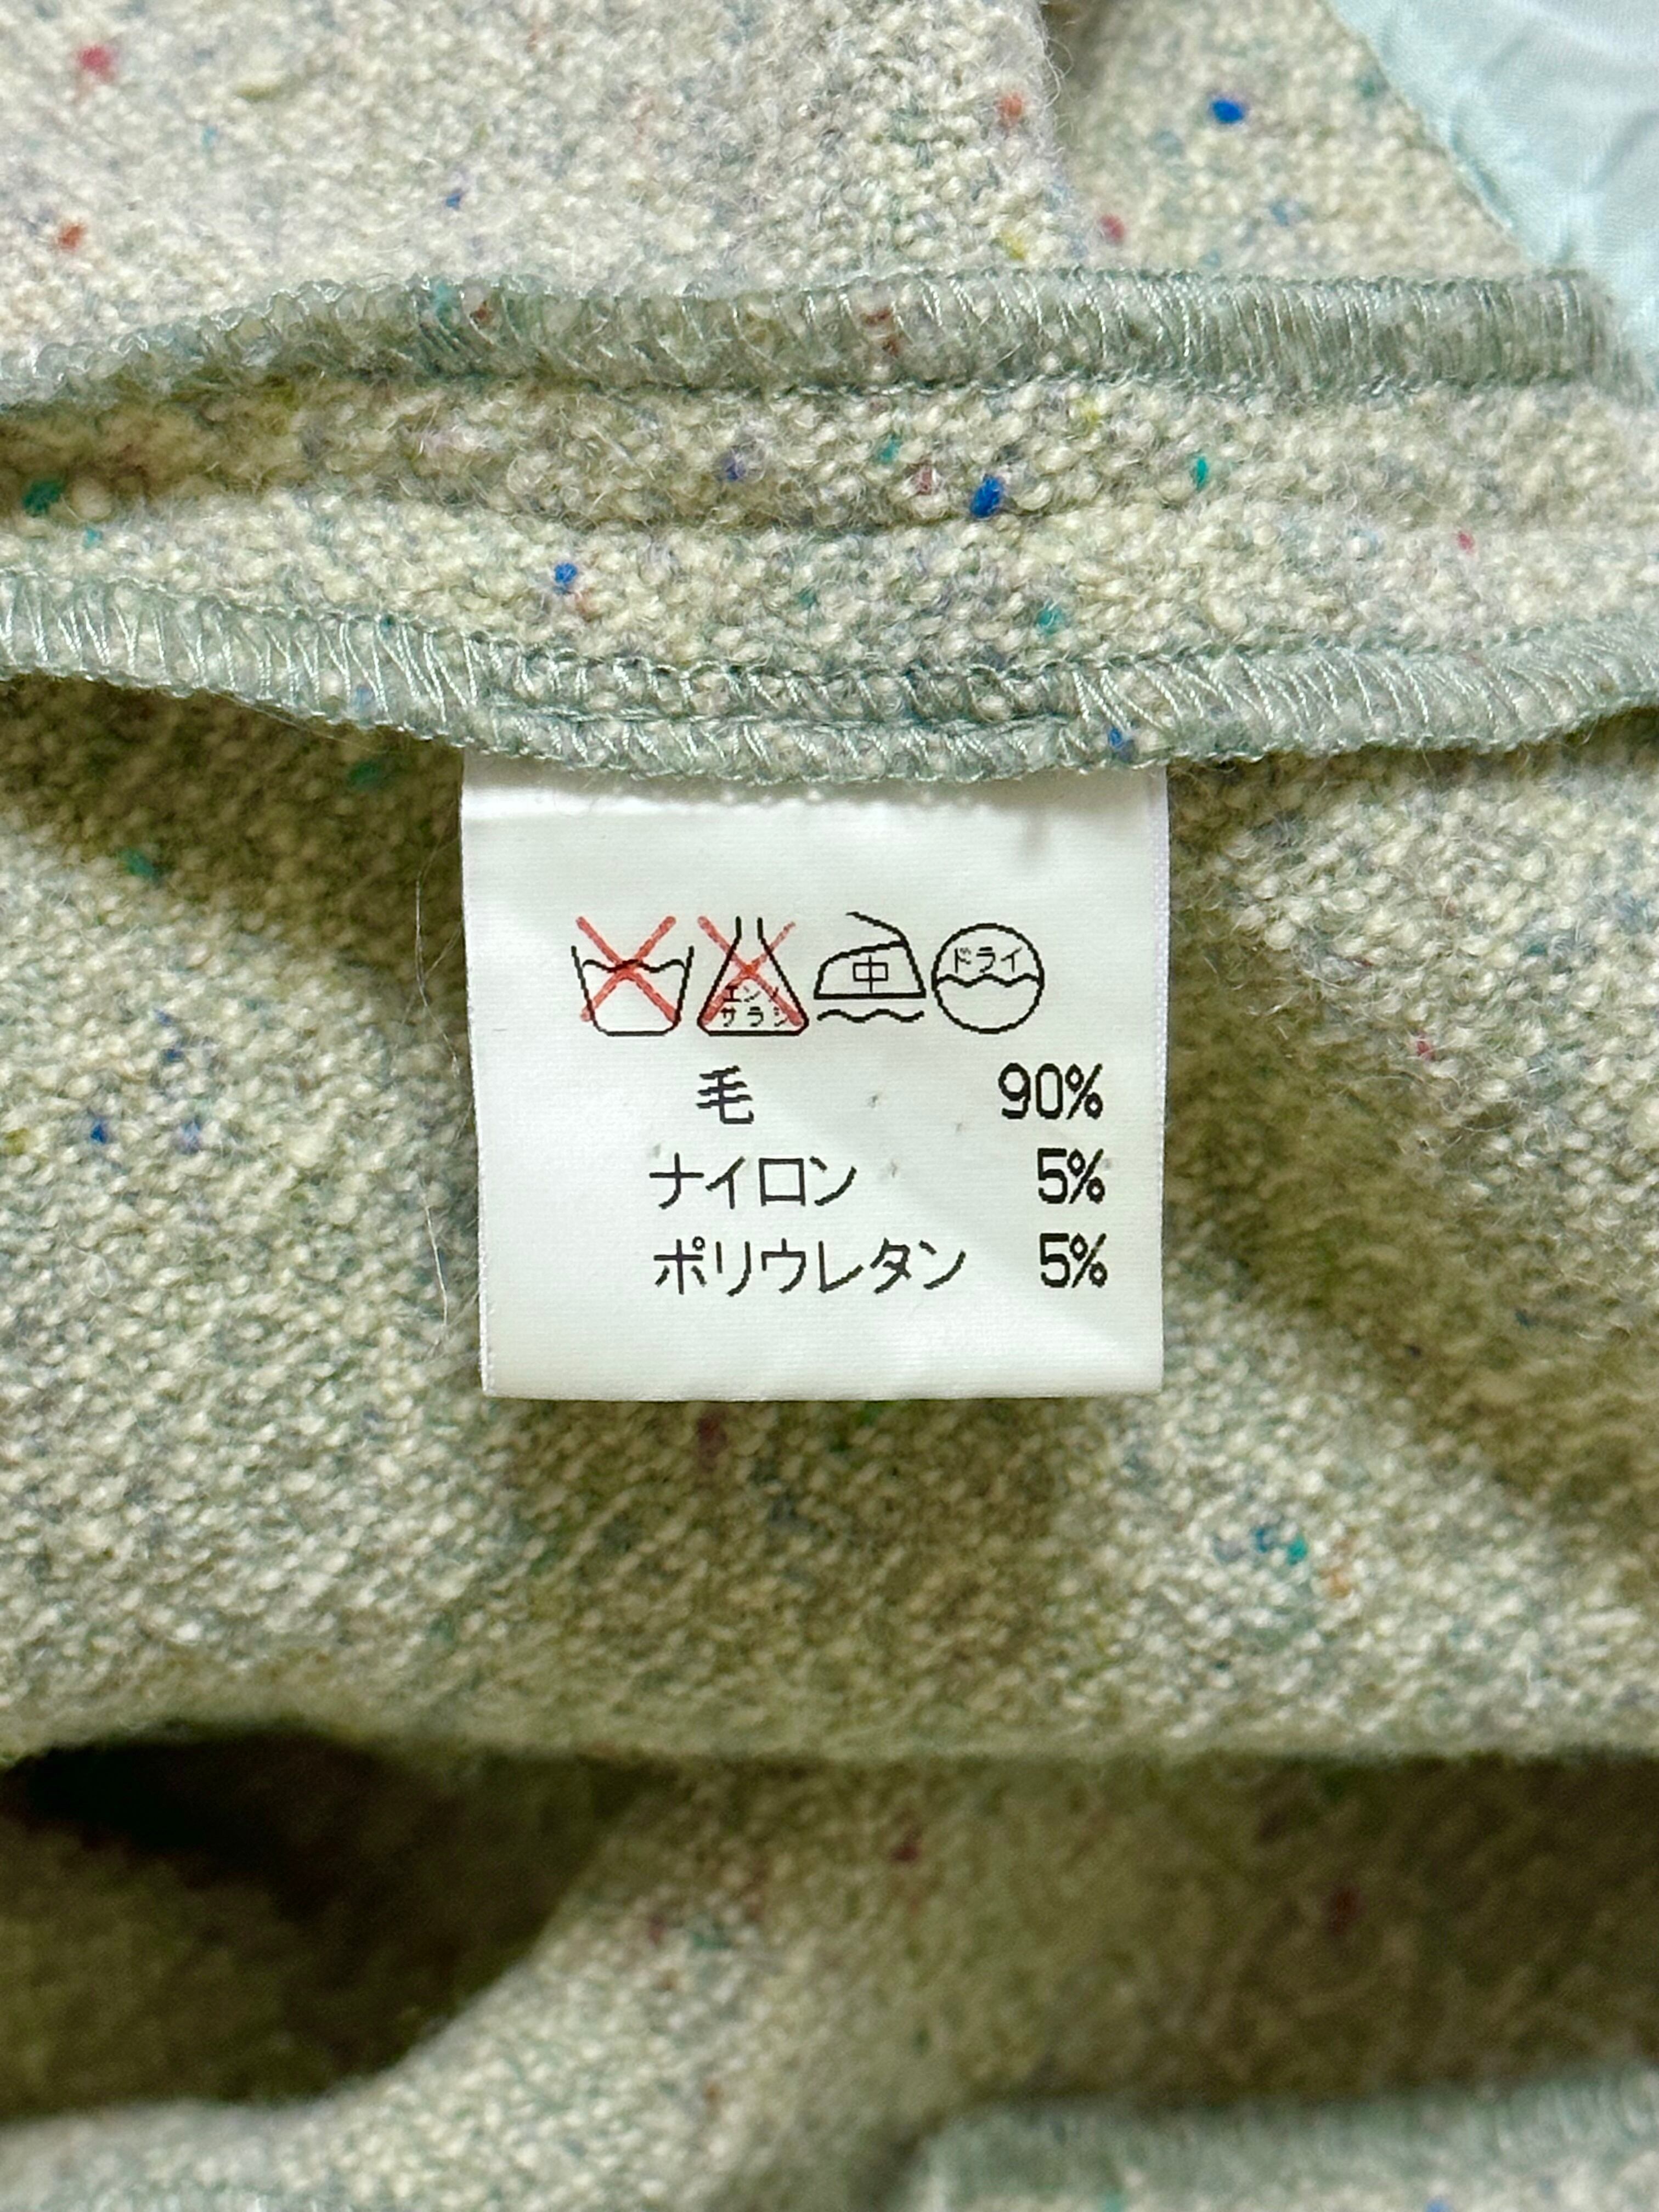 エンソ
サラシ
中
ドライ
毛 90%
ナイロン 5%
ポリウレタン 5%